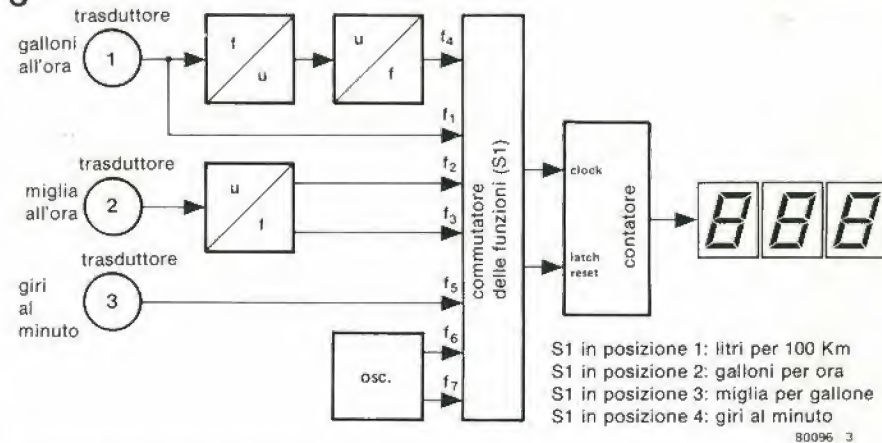 trasduttore
galloni
all'ora
1
f
u
u
f
f4
f1
trasduttore
miglia
all'ora
2
u
f
f2
f3
trasduttore
giri
al
minuto
3
f5
osc.
f6
f7
commutatore
delle funzioni (S1)
clock
latch
reset
contatore
888
S1 in posizione 1: litri per 100 Km
S1 in posizione 2: galloni per ora
S1 in posizione 3: miglia per gallone
S1 in posizione 4: giri al minuto
80096 3